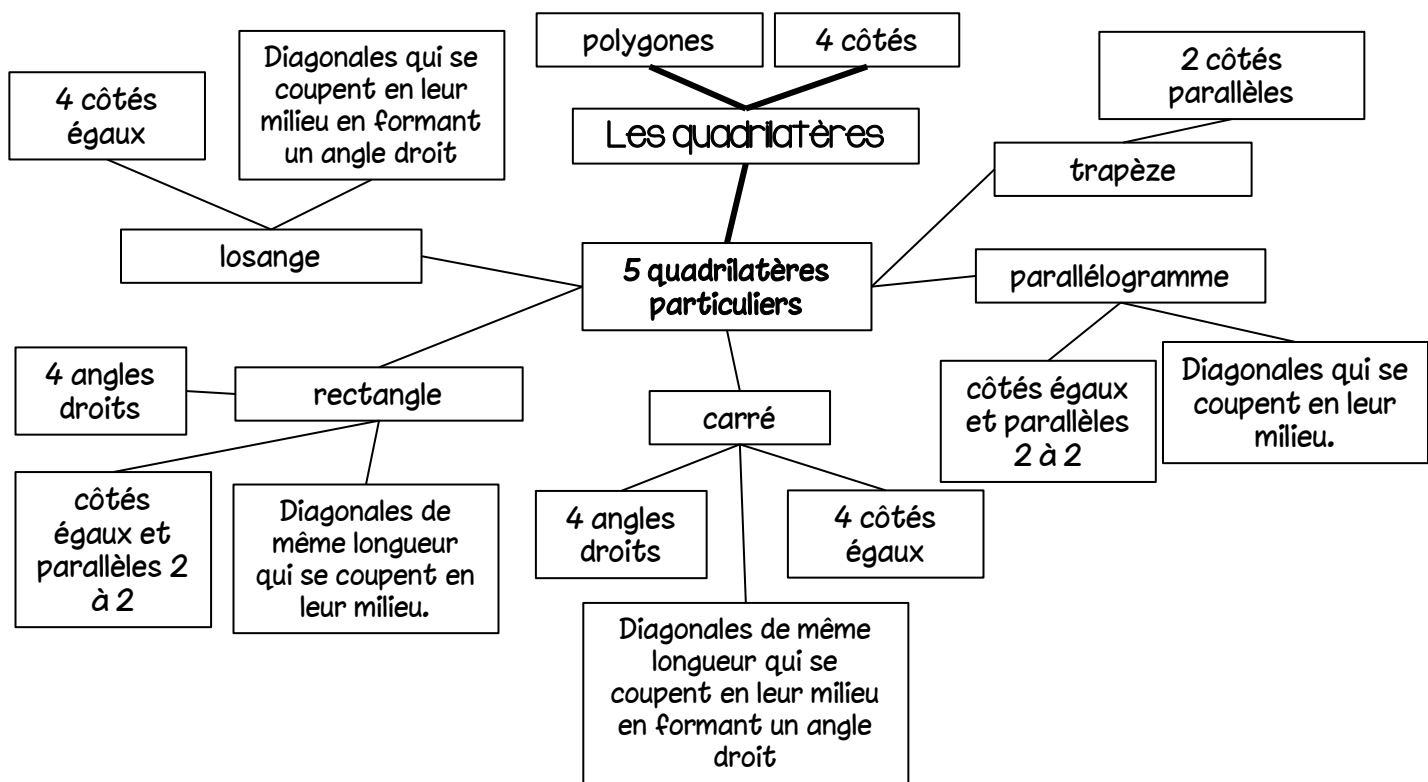 polygones
4 côtés
Les quadrilatères
4 côtés
égaux
Diagonales qui se
coupent en leur
milieu en formant
un angle droit
losange
2 côtés
parallèles
trapèze
5 quadrilatères
particuliers
parallélogramme
côtés égaux
et parallèles
2 à 2
Diagonales qui se
coupent en leur
milieu.
4 angles
droits
rectangle
côtés
égaux et
parallèles 2
à 2
Diagonales de
même longueur
qui se coupent en
leur milieu.
carré
4 angles
droits
4 côtés
égaux
Diagonales de même
longueur qui se
coupent en leur milieu
en formant un angle
droit